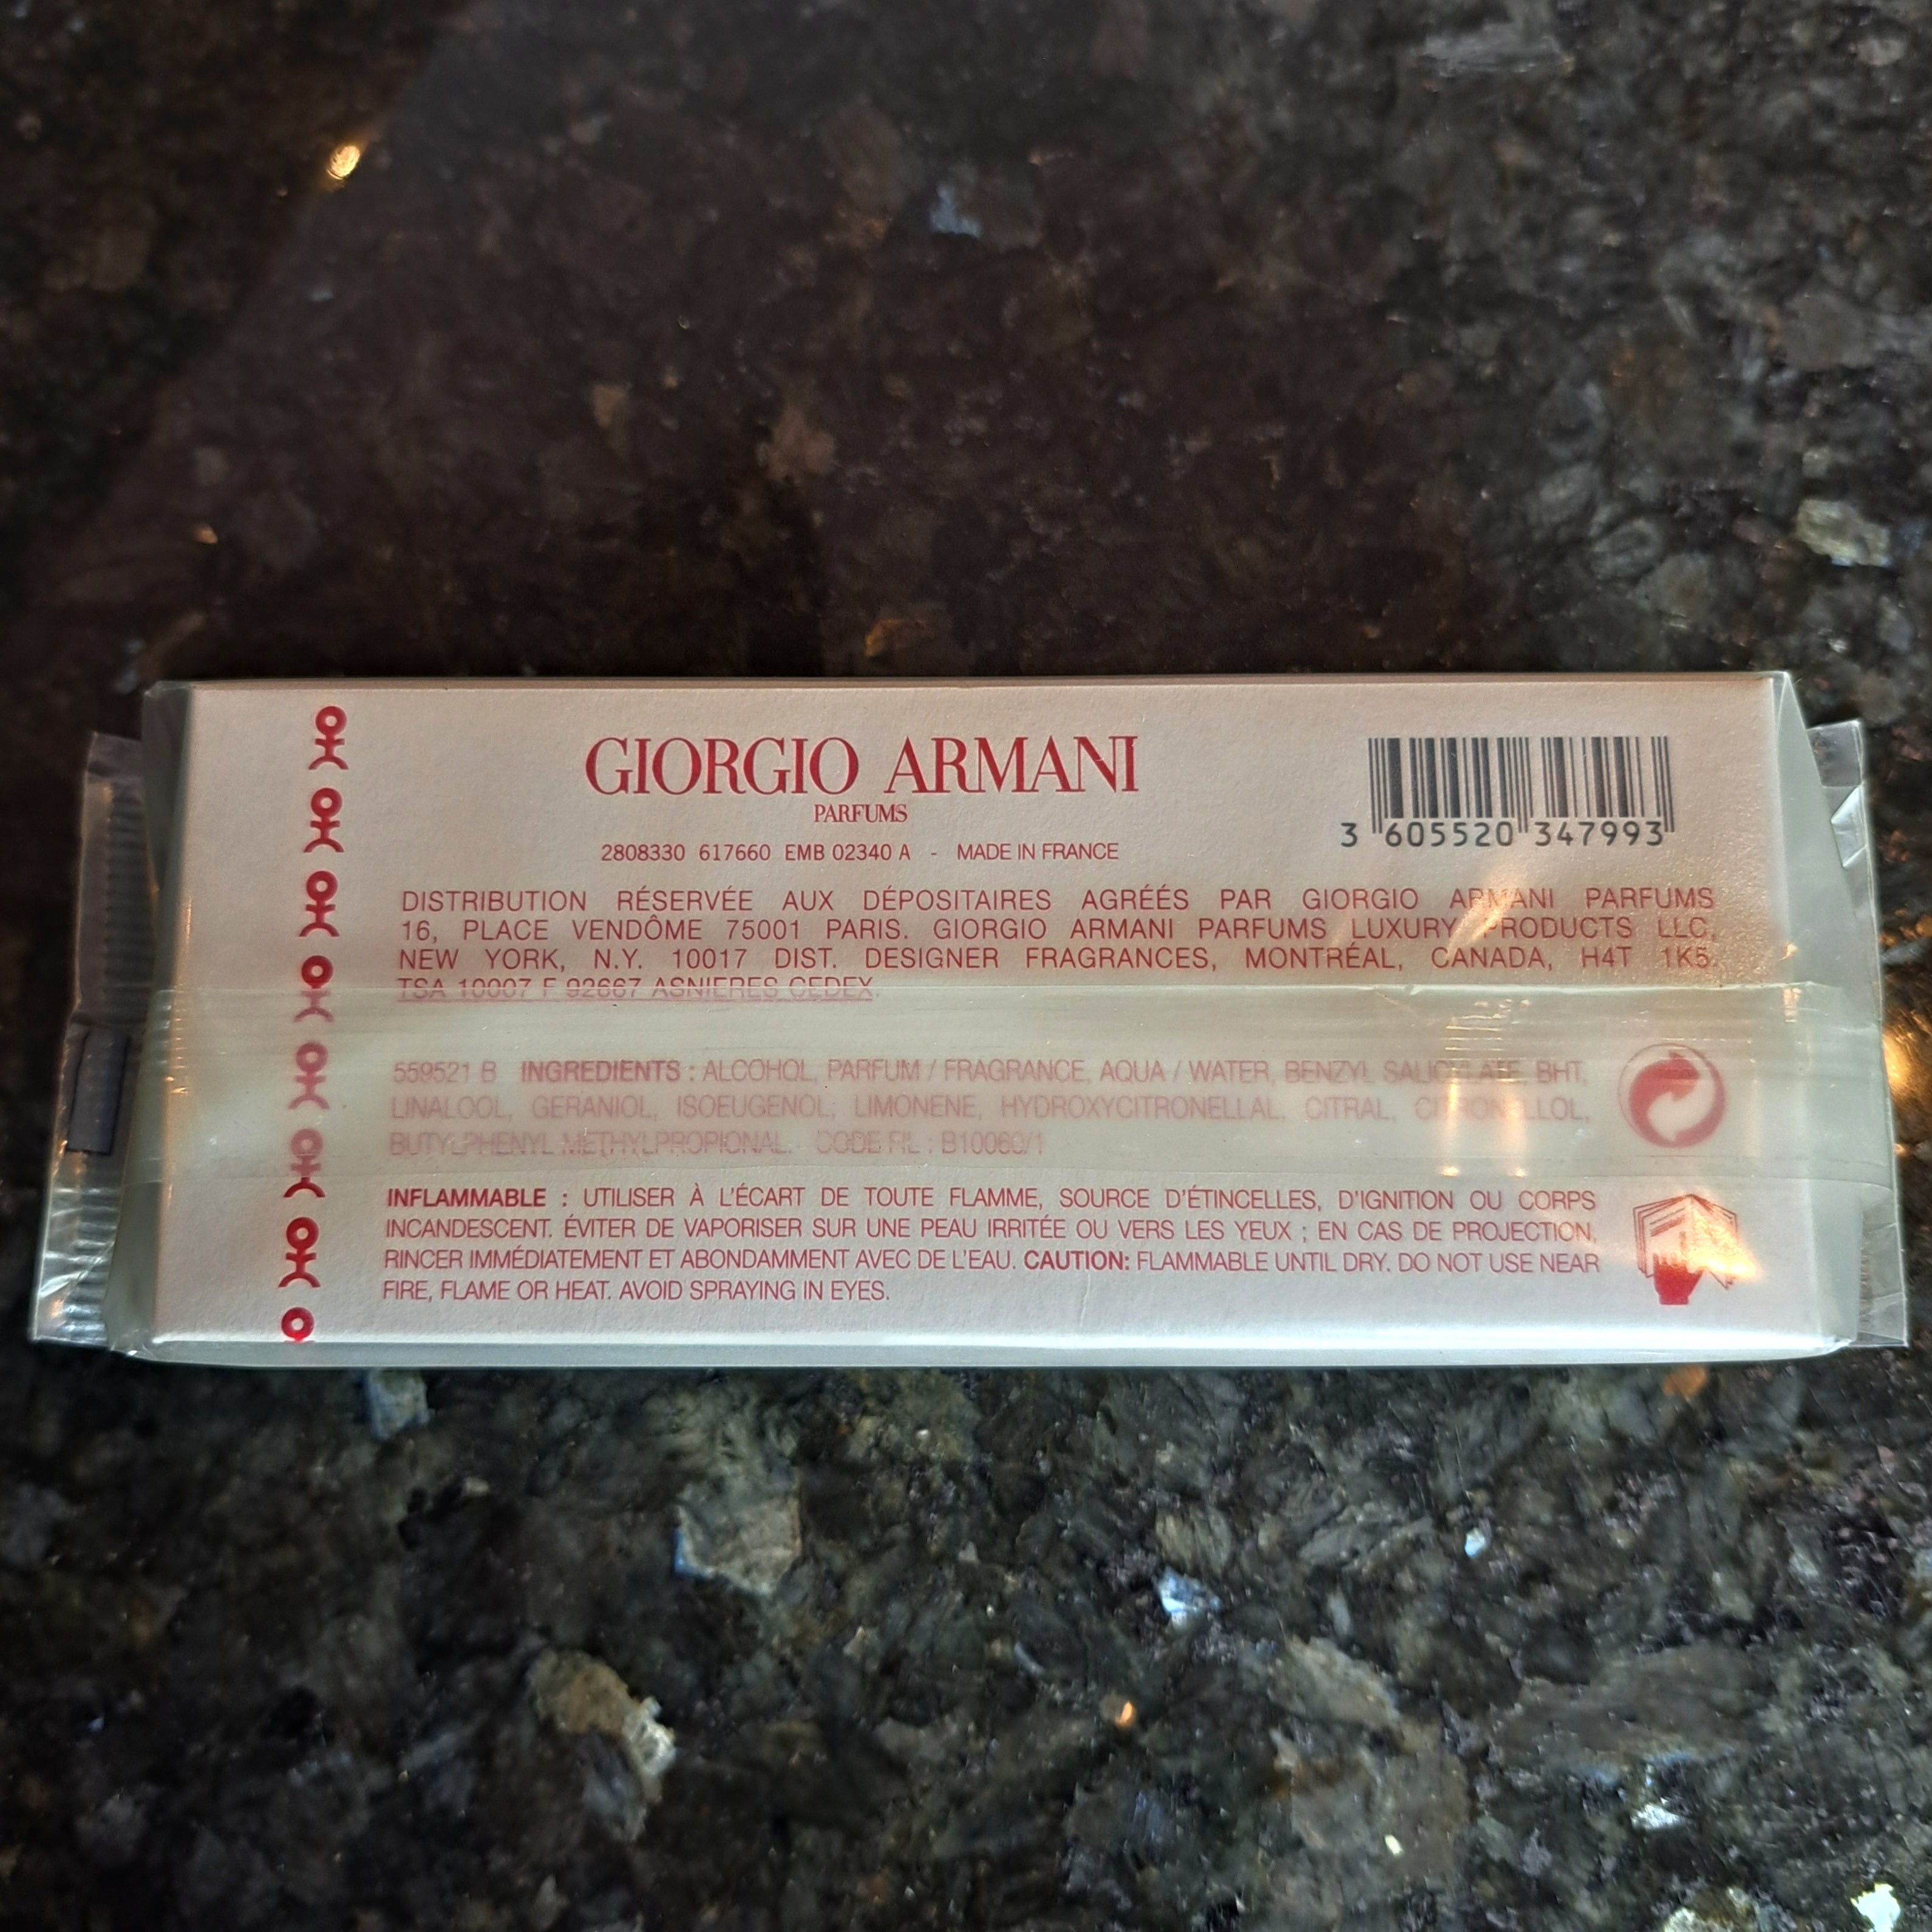 GIORGIO ARMANI
PARFUMS
2808330 617660 EMB 02340 A - MADE IN FRANCE
3 605520 347993
DISTRIBUTION RÉSERVÉE AUX DÉPOSITAIRES AGRÉÉS PAR GIORGIO ARMANI PARFUMS
16, PLACE VENDÔME 75001 PARIS. GIORGIO ARMANI PARFUMS LUXURY PRODUCTS LLC,
NEW YORK, N.Y. 10017 DIST. DESIGNER FRAGRANCES, MONTRÉAL, CANADA, H4T 1K5.
TSA 10007 F 92667 ASNIERES CEDEX.
559521 B INGREDIENTS : ALCOHOL, PARFUM / FRAGRANCE, AQUA / WATER, BENZYL SALICYLATE, BHT,
LINALOOL, GERANIOL, ISOEUGENOL, LIMONENE, HYDROXYCITRONELLAL, CITRAL, CITRONELLOL,
BUTYLPHENYL METHYLPROPIONAL. CODE FIL : B10060/1
INFLAMMABLE : UTILISER À L'ÉCART DE TOUTE FLAMME, SOURCE D'ÉTINCELLES, D'IGNITION OU CORPS
INCANDESCENT. ÉVITER DE VAPORISER SUR UNE PEAU IRRITÉE OU VERS LES YEUX ; EN CAS DE PROJECTION,
RINCER IMMÉDIATEMENT ET ABONDAMMENT AVEC DE L'EAU. CAUTION: FLAMMABLE UNTIL DRY. DO NOT USE NEAR
FIRE, FLAME OR HEAT. AVOID SPRAYING IN EYES.